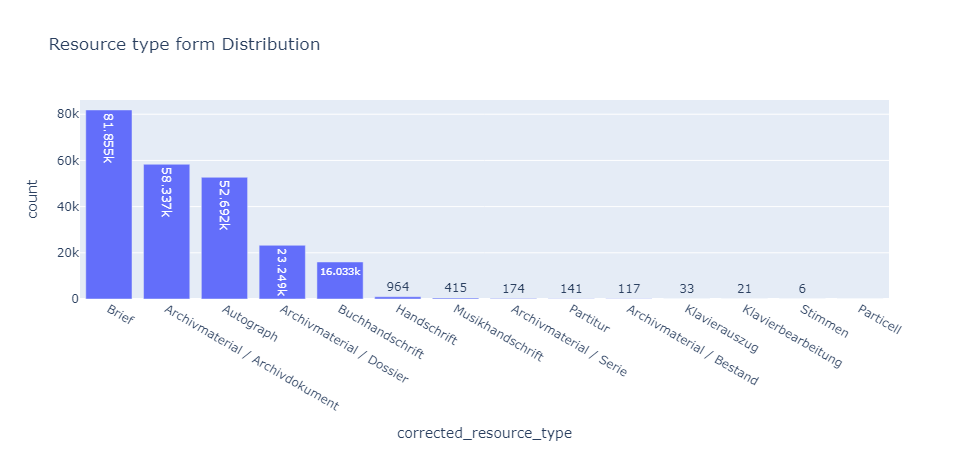 Resource type form Distribution
80k
60k
40k
20k
0
count
81.855k
58.337k
52.692k
23.249k
16.033k
964
415
174
141
117
33
21
6
Brief
Archivmaterial / Archivdokument
Autograph
Archivmaterial / Dossier
Buchhandschrift
Handschrift
Musikhandschrift
Archivmaterial / Serie
Partitur
Archivmaterial / Bestand
Klavierauszug
Klavierbearbeitung
Stimmen
Particell
corrected_resource_type